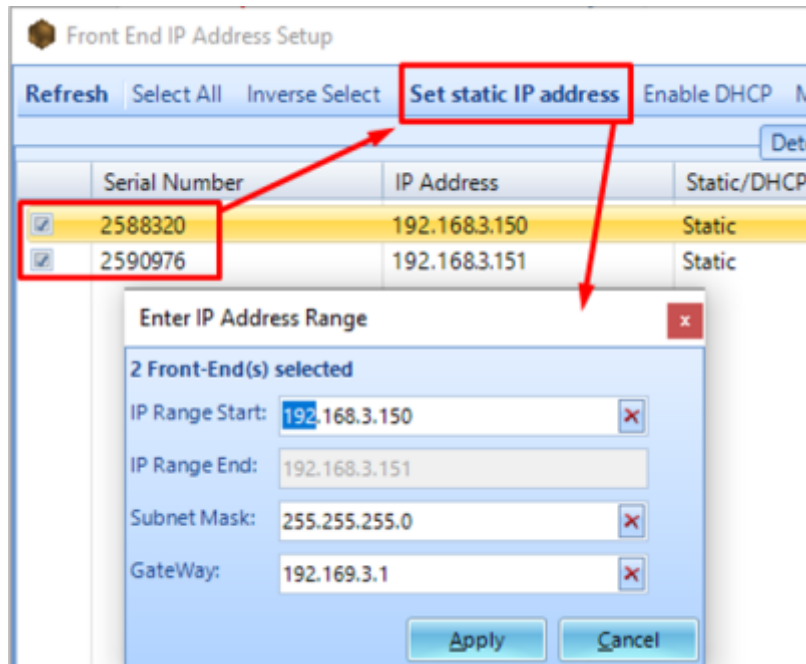 Front End IP Address Setup
Refresh Select All Inverse Select Set static IP address Enable DHCP
Serial Number IP Address Static/DHCP
2588320 192.168.3.150 Static
2590976 192.168.3.151 Static
Enter IP Address Range
2 Front-End(s) selected
IP Range Start: 192.168.3.150
IP Range End: 192.168.3.151
Subnet Mask: 255.255.255.0
GateWay: 192.169.3.1
Apply Cancel